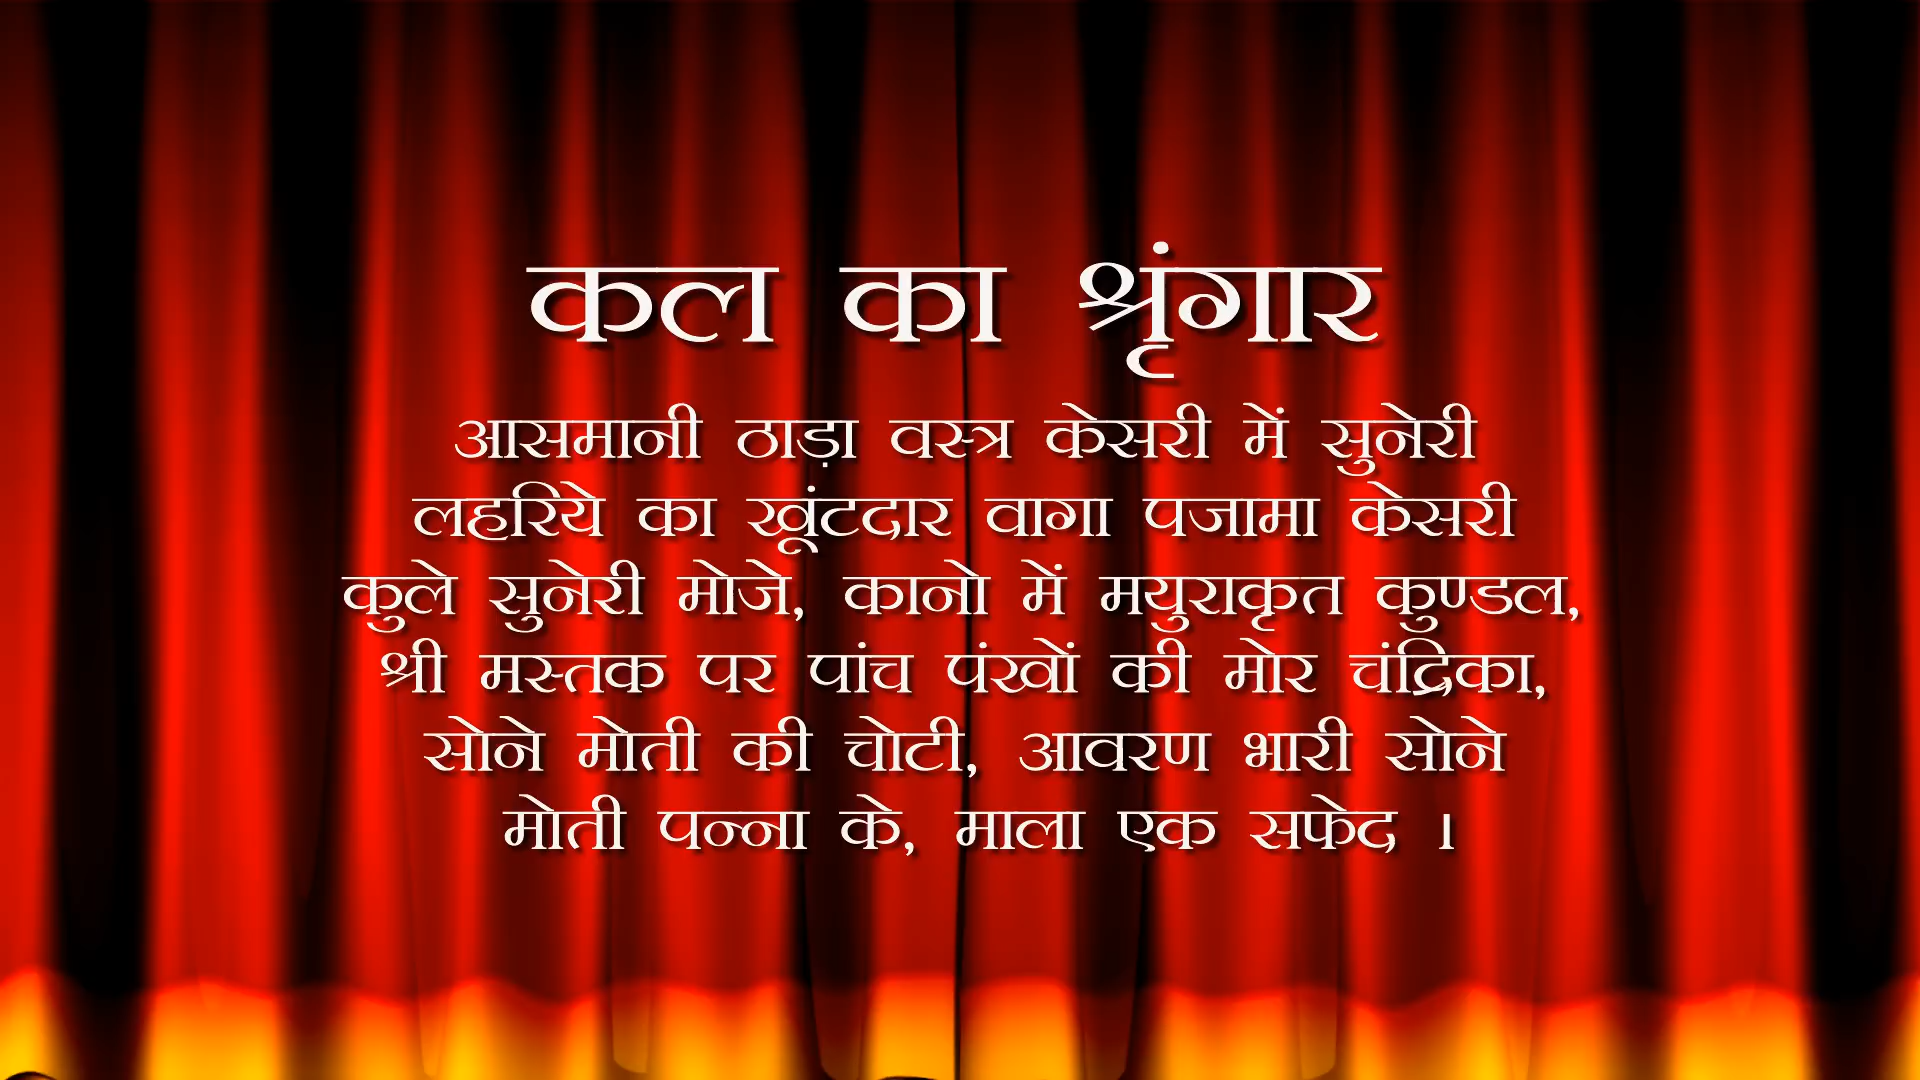 कल का श्रृंगार
आसमानी ठाड़ा वस्त्र केसरी में सुनेरी
लहरिये का खूंटदार वागा पजामा केसरी
कुले सुनेरी मोजे, कानो में मयुराकृत कुण्डल,
श्री मस्तक पर पांच पंखों की मोर चंद्रिका,
सोने मोती की चोटी, आवरण भारी सोने
मोती पन्ना के, माला एक सफेद ।